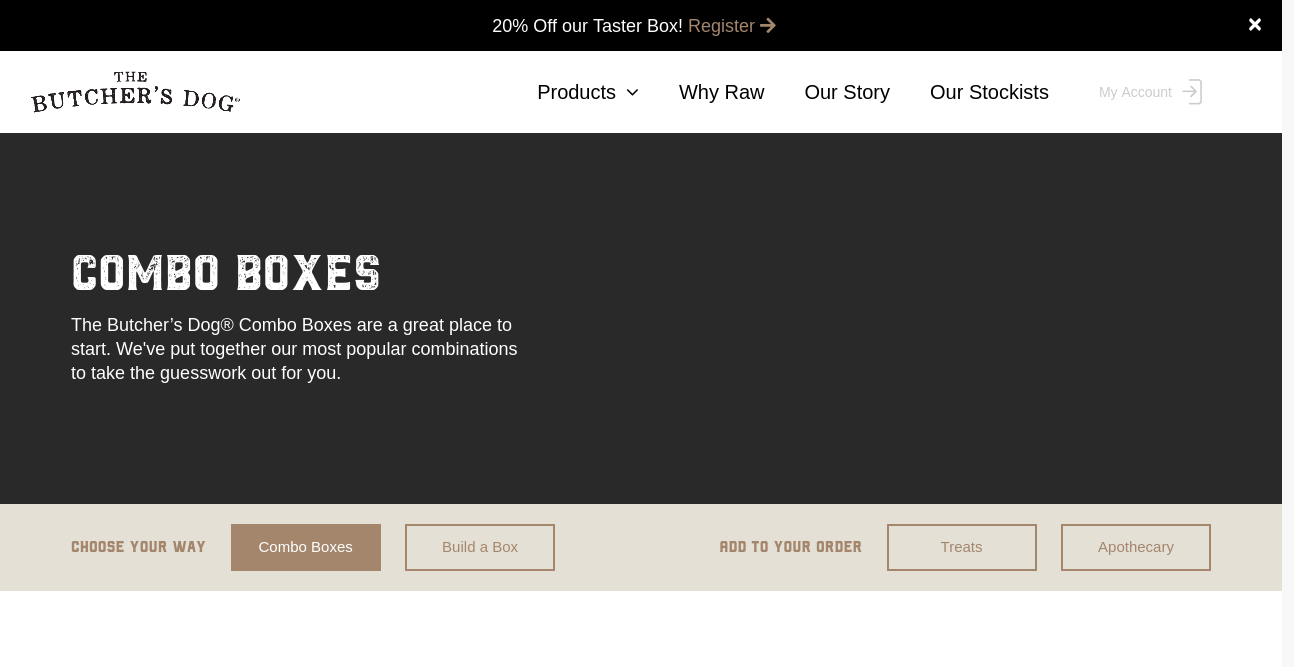 20% Off our Taster Box! Register
×
THE
BUTCHER'S DOG®
Products
Why Raw
Our Story
Our Stockists
My Account
COMBO BOXES
The Butcher’s Dog® Combo Boxes are a great place to
start. We've put together our most popular combinations
to take the guesswork out for you.
CHOOSE YOUR WAY
Combo Boxes
Build a Box
ADD TO YOUR ORDER
Treats
Apothecary